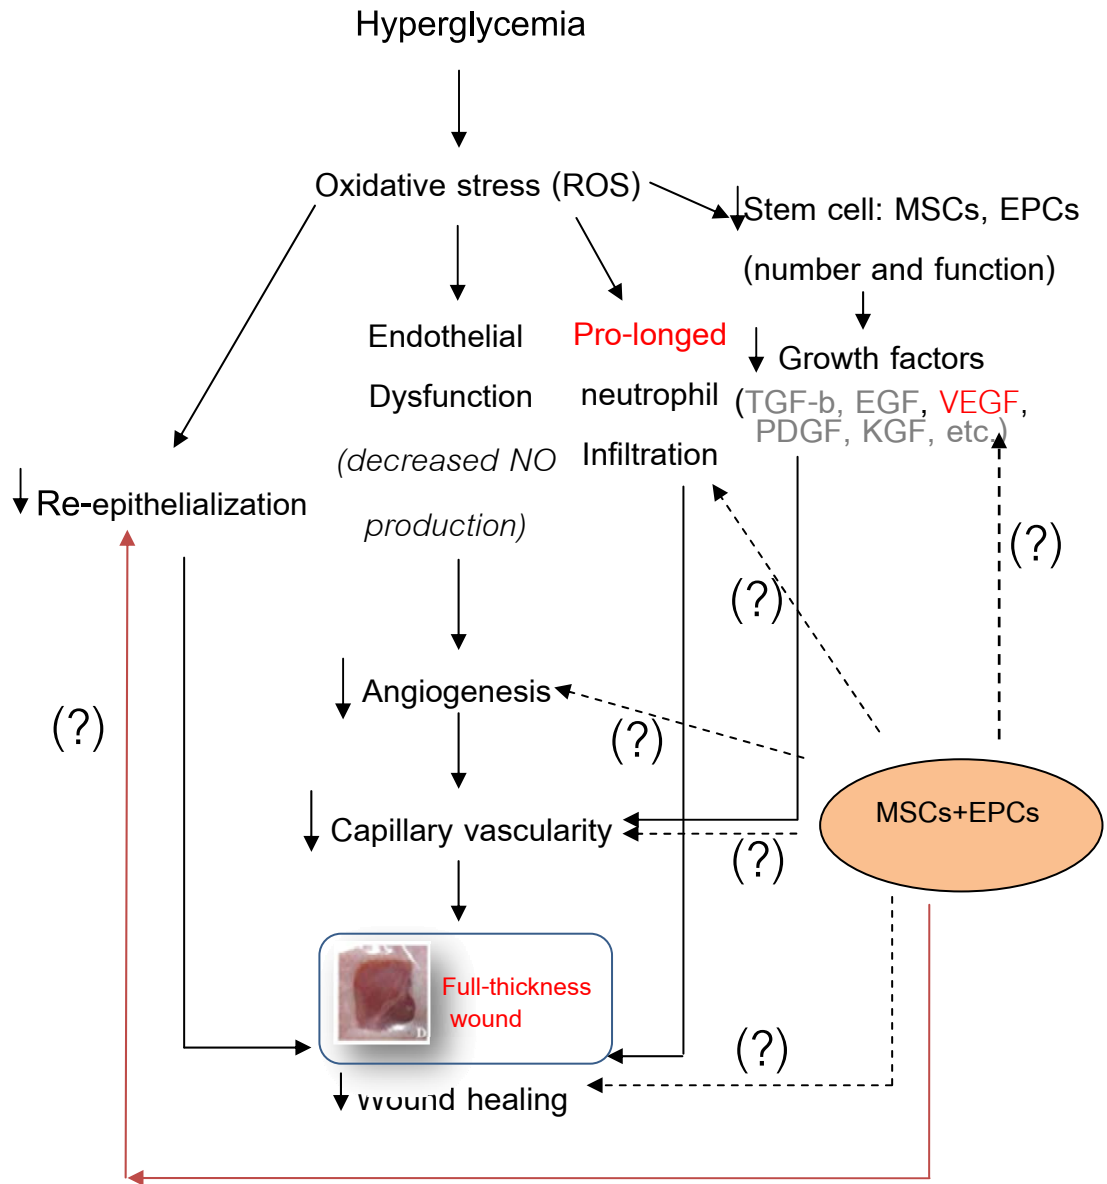 Hyperglycemia
Oxidative stress (ROS)
Stem cell: MSCs, EPCs
(number and function)
Endothelial
Dysfunction
(decreased NO
production)
Pro-longed
neutrophil
Infiltration
Growth factors
(TGF-b, EGF, VEGF,
PDGF, KGF, etc.)
Re-epithelialization
(?)
(?)
Angiogenesis
(?)
(?)
Capillary vascularity
(?)
MSCs+EPCs
Full-thickness
wound
D
(?)
Wound healing